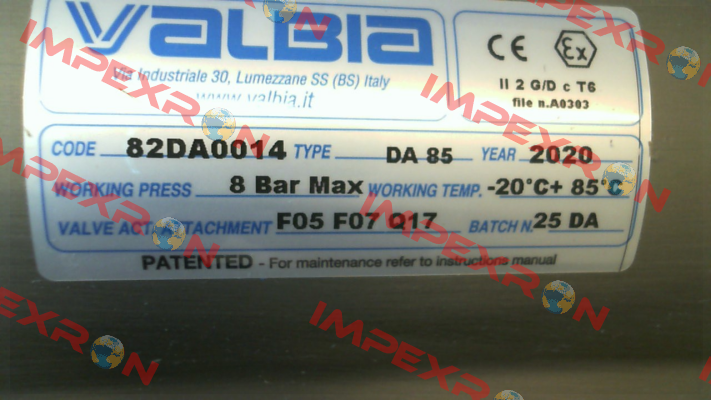 VALBIA
CE Ex
Via Industriale 30, Lumezzane SS (BS) Italy
www.valbia.it
II 2 G/D c T6
file n.A0303
CODE 82DA0014 TYPE DA 85 YEAR 2020
WORKING PRESS 8 Bar Max WORKING TEMP. -20°C+ 85°C
VALVE ACT. ATTACHMENT F05 F07 Q17 BATCH N. 25 DA
PATENTED - For maintenance refer to instructions manual
IMPEXRON
IMPEXRON
IMPEXRON
IMPEXRON
IMPEXRON